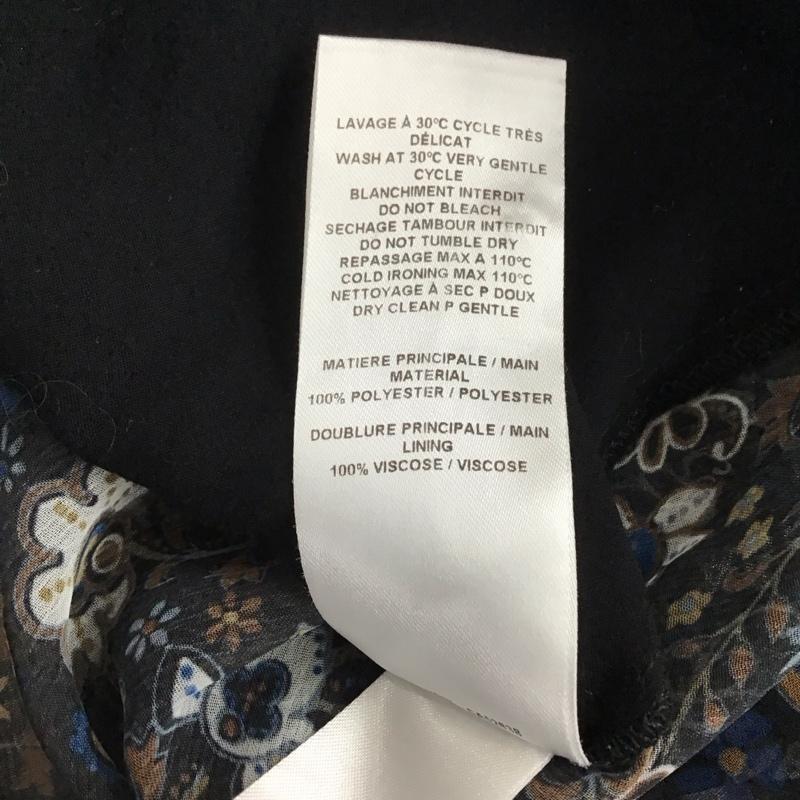 LAVAGE À 30°C CYCLE TRÈS
DÉLICAT
WASH AT 30°C VERY GENTLE
CYCLE
BLANCHIMENT INTERDIT
DO NOT BLEACH
SECHAGE TAMBOUR INTERDIT
DO NOT TUMBLE DRY
REPASSAGE MAX A 110°C
COLD IRONING MAX 110°C
NETTOYAGE À SEC P DOUX
DRY CLEAN P GENTLE
MATIERE PRINCIPALE / MAIN
MATERIAL
100% POLYESTER / POLYESTER
DOUBLURE PRINCIPALE / MAIN
LINING
100% VISCOSE / VISCOSE